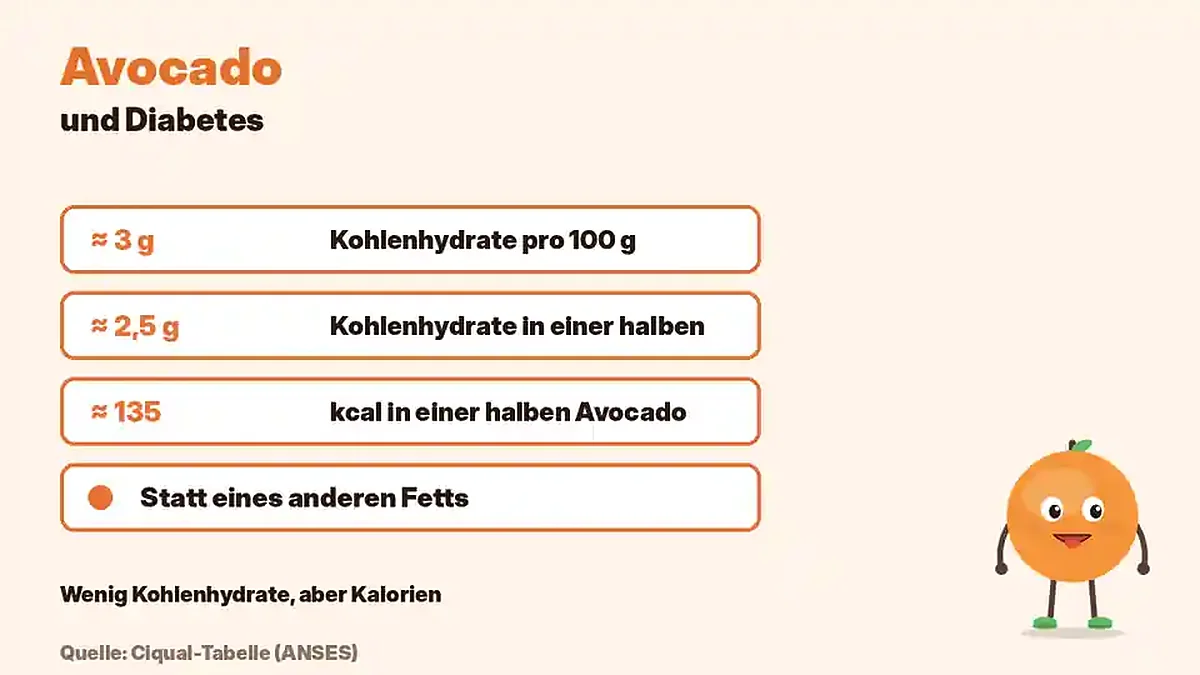 Avocado
und Diabetes
≈ 3 g Kohlenhydrate pro 100 g
≈ 2,5 g Kohlenhydrate in einer halben
≈ 135 kcal in einer halben Avocado
Statt eines anderen Fetts
Wenig Kohlenhydrate, aber Kalorien
Quelle: Ciqual-Tabelle (ANSES)